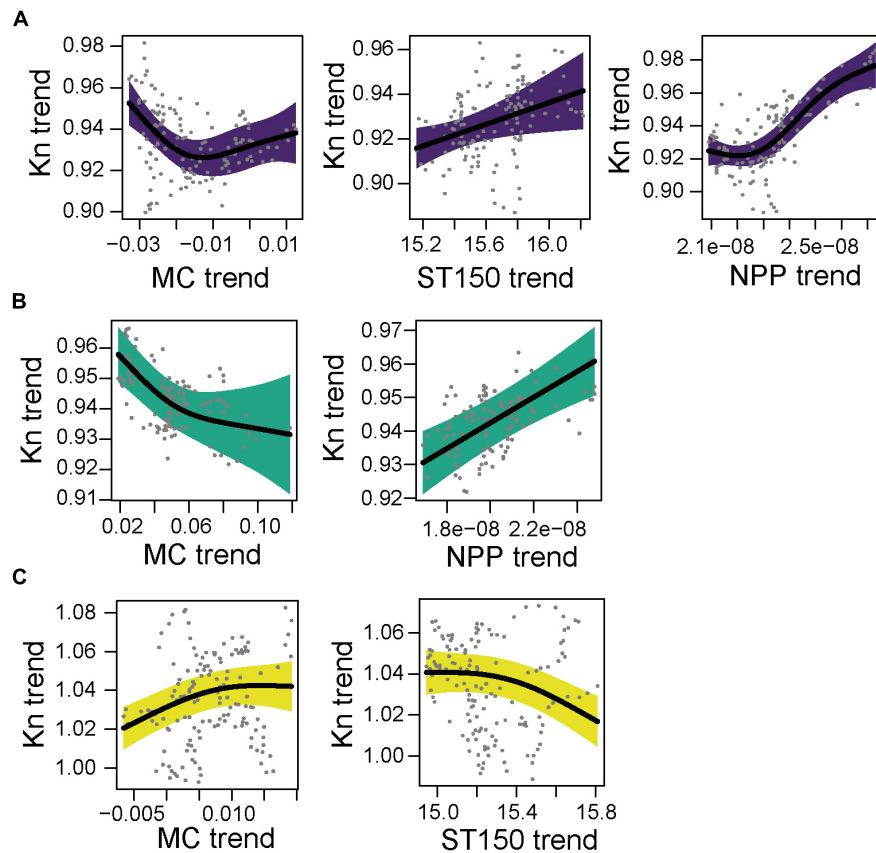 A
Kn trend
0.98
0.96
0.94
0.92
0.90
−0.03 −0.01 0.01
MC trend
Kn trend
0.96
0.94
0.92
0.90
15.2 15.6 16.0
ST150 trend
Kn trend
0.98
0.96
0.94
0.92
0.90
2.1e−08 2.5e−08
NPP trend
B
Kn trend
0.96
0.95
0.94
0.93
0.92
0.91
0.02 0.06 0.10
MC trend
Kn trend
0.97
0.96
0.95
0.94
0.93
0.92
1.8e−08 2.2e−08
NPP trend
C
Kn trend
1.08
1.06
1.04
1.02
1.00
−0.005 0.010
MC trend
Kn trend
1.06
1.04
1.02
1.00
15.0 15.4 15.8
ST150 trend